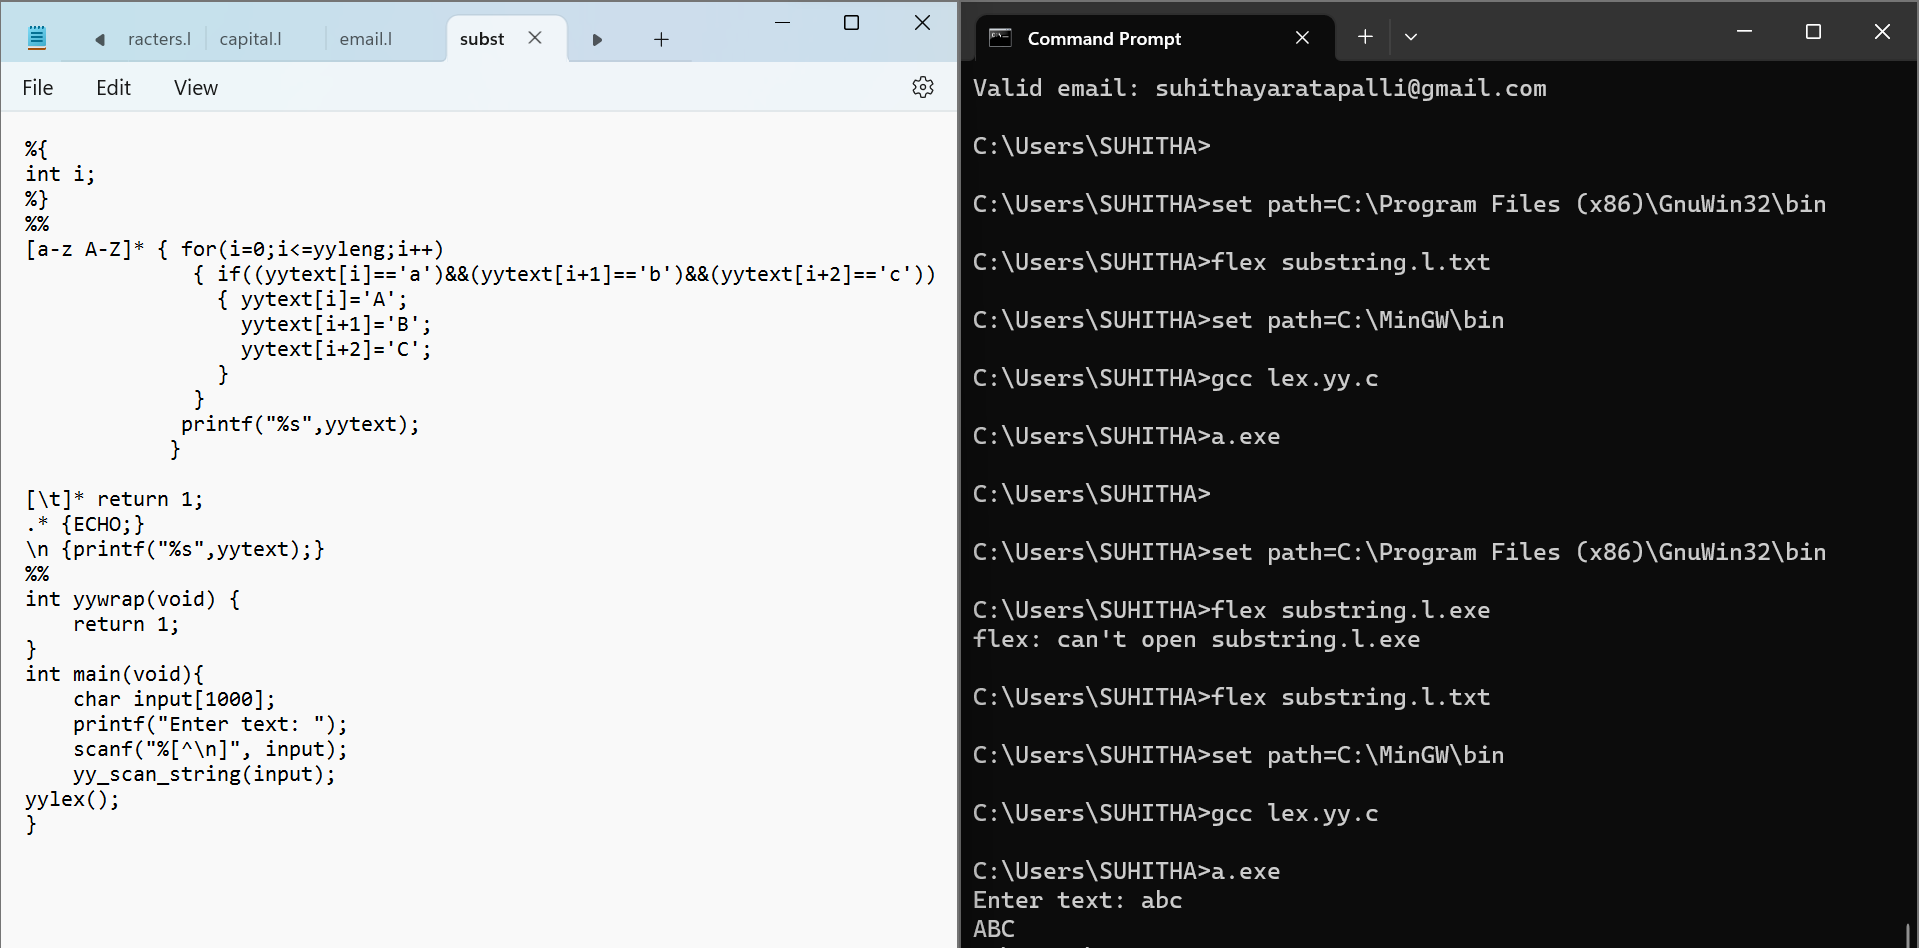 racters.l
capital.l
email.l
subst
File
Edit
View
%{
int i;
%}
%%
[a-z A-Z]* { for(i=0;i<=yyleng;i++)
{ if((yytext[i]=='a')&&(yytext[i+1]=='b')&&(yytext[i+2]=='c'))
{ yytext[i]='A';
yytext[i+1]='B';
yytext[i+2]='C';
}
}
printf("%s",yytext);
}
[\t]* return 1;
.* {ECHO;}
\n {printf("%s",yytext);}
%%
int yywrap(void) {
return 1;
}
int main(void){
char input[1000];
printf("Enter text: ");
scanf("%[^\n]", input);
yy_scan_string(input);
yylex();
}
Command Prompt
Valid email: suhithayaratapalli@gmail.com
C:\Users\SUHITHA>
C:\Users\SUHITHA>set path=C:\Program Files (x86)\GnuWin32\bin
C:\Users\SUHITHA>flex substring.l.txt
C:\Users\SUHITHA>set path=C:\MinGW\bin
C:\Users\SUHITHA>gcc lex.yy.c
C:\Users\SUHITHA>a.exe
C:\Users\SUHITHA>
C:\Users\SUHITHA>set path=C:\Program Files (x86)\GnuWin32\bin
C:\Users\SUHITHA>flex substring.l.exe
flex: can't open substring.l.exe
C:\Users\SUHITHA>flex substring.l.txt
C:\Users\SUHITHA>set path=C:\MinGW\bin
C:\Users\SUHITHA>gcc lex.yy.c
C:\Users\SUHITHA>a.exe
Enter text: abc
ABC